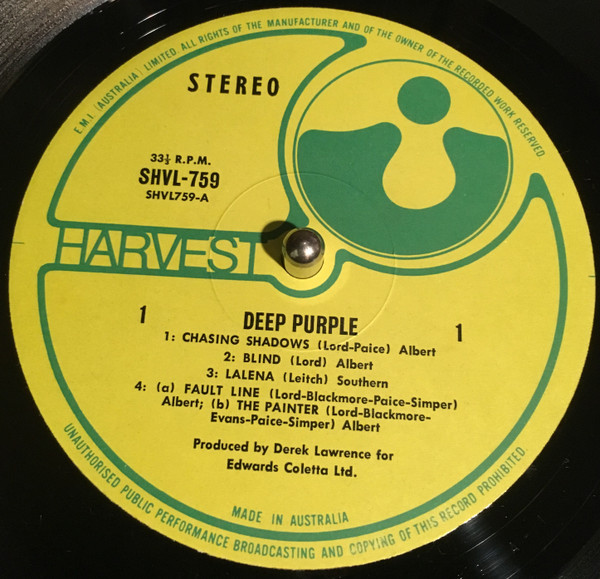 E.M.I. (AUSTRALIA) LIMITED. ALL RIGHTS OF THE MANUFACTURER AND OF THE OWNER OF THE RECORDED WORK RESERVED
STEREO
33⅓ R.P.M.
SHVL-759
SHVL759-A
HARVEST
1 DEEP PURPLE 1
1: CHASING SHADOWS (Lord-Paice) Albert
2: BLIND (Lord) Albert
3: LALENA (Leitch) Southern
4: (a) FAULT LINE (Lord-Blackmore-Paice-Simper)
Albert; (b) THE PAINTER (Lord-Blackmore-
Evans-Paice-Simper) Albert
Produced by Derek Lawrence for
Edwards Coletta Ltd.
MADE IN AUSTRALIA
UNAUTHORISED PUBLIC PERFORMANCE BROADCASTING AND COPYING OF THIS RECORD PROHIBITED.